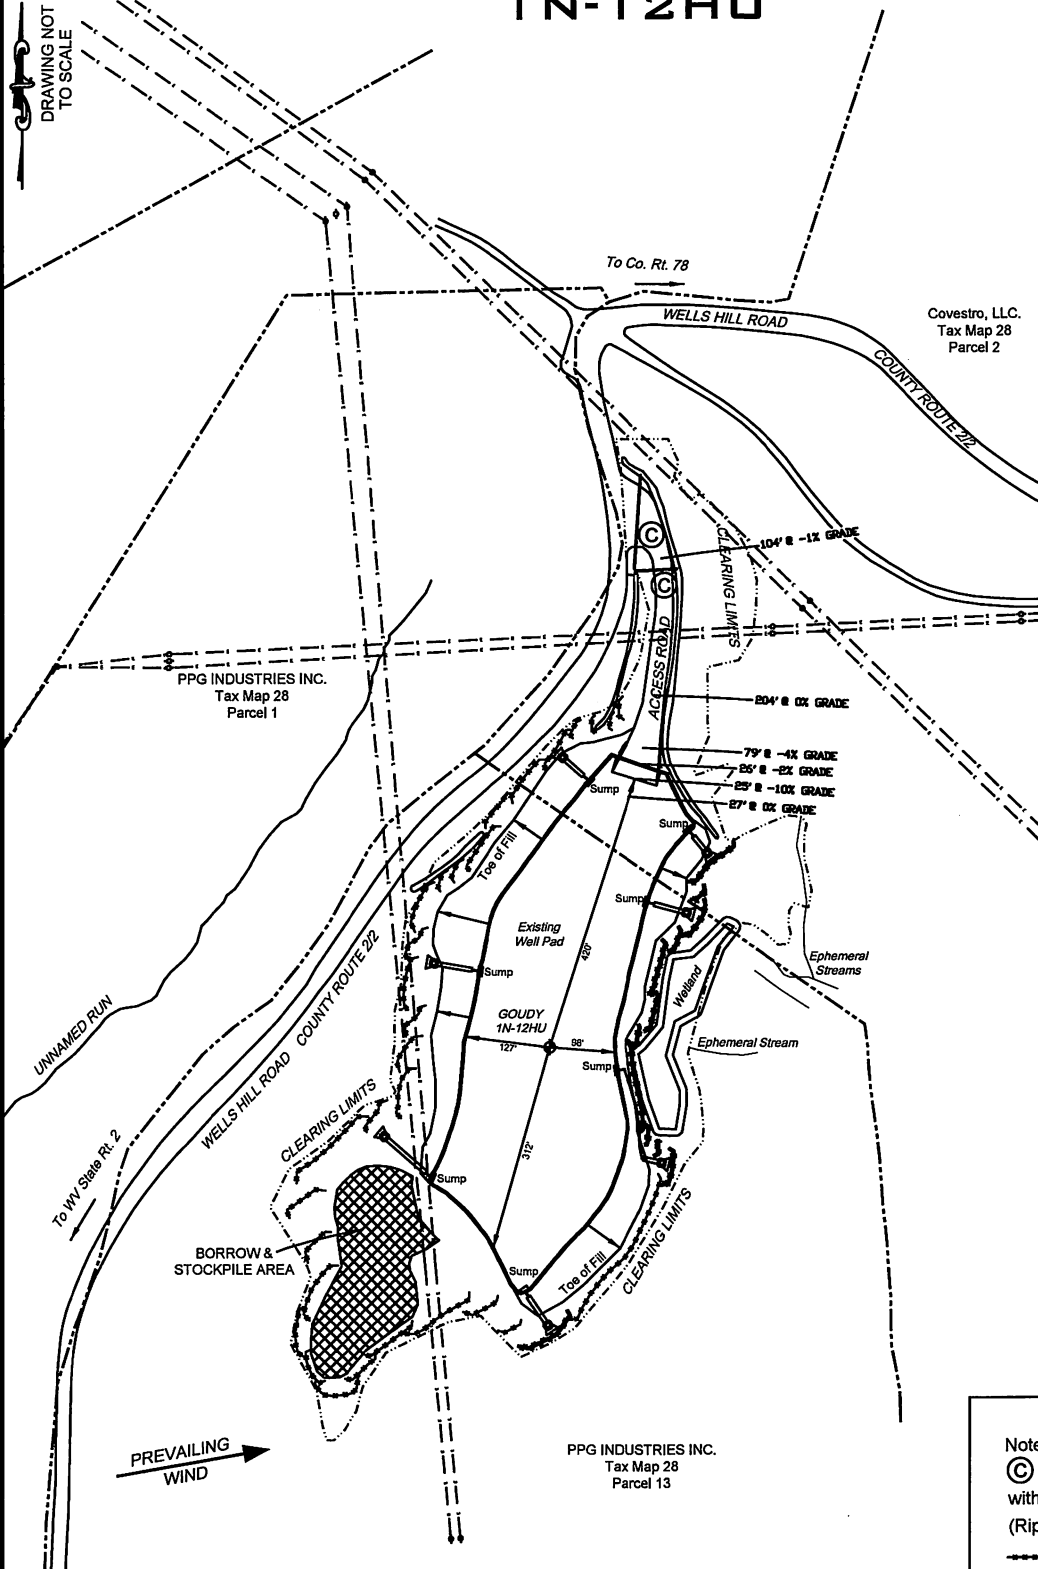 1N-12HU
DRAWING NOT
TO SCALE
To Co. Rt. 78
WELLS HILL ROAD
COUNTY ROUTE 2/2
Covestro, LLC.
Tax Map 28
Parcel 2
C
104' @ -1% GRADE
CLEARING LIMITS
C
ACCESS ROAD
PPG INDUSTRIES INC.
Tax Map 28
Parcel 1
204' @ 0% GRADE
79' @ -4% GRADE
26' @ -2% GRADE
25' @ -10% GRADE
27' @ 0% GRADE
Sump
Sump
Toe of Fill
Sump
Existing
Well Pad
420'
Ephemeral
Streams
Sump
Wetland
UNNAMED RUN
WELLS HILL ROAD COUNTY ROUTE 2/2
GOUDY
1N-12HU
127'
98'
Ephemeral Stream
Sump
CLEARING LIMITS
312'
To WV State Rt. 2
Sump
CLEARING LIMITS
BORROW &
STOCKPILE AREA
Sump
Toe of Fill
PREVAILING
WIND
PPG INDUSTRIES INC.
Tax Map 28
Parcel 13
Note
C
with
(Rip